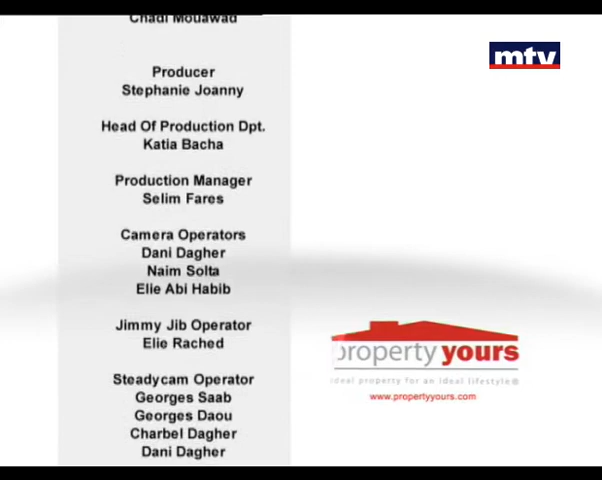 Chadi Mouawad
mtv
Producer
Stephanie Joanny
Head Of Production Dpt.
Katia Bacha
Production Manager
Selim Fares
Camera Operators
Dani Dagher
Naim Solta
Elie Abi Habib
Jimmy Jib Operator
Elie Rached
Steadycam Operator
Georges Saab
Georges Daou
Charbel Dagher
Dani Dagher
property yours
ideal property for an ideal lifestyle®
www.propertyyours.com